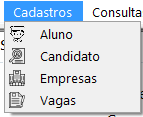 Cadastros Consulta
Aluno
Candidato
Empresas
Vagas